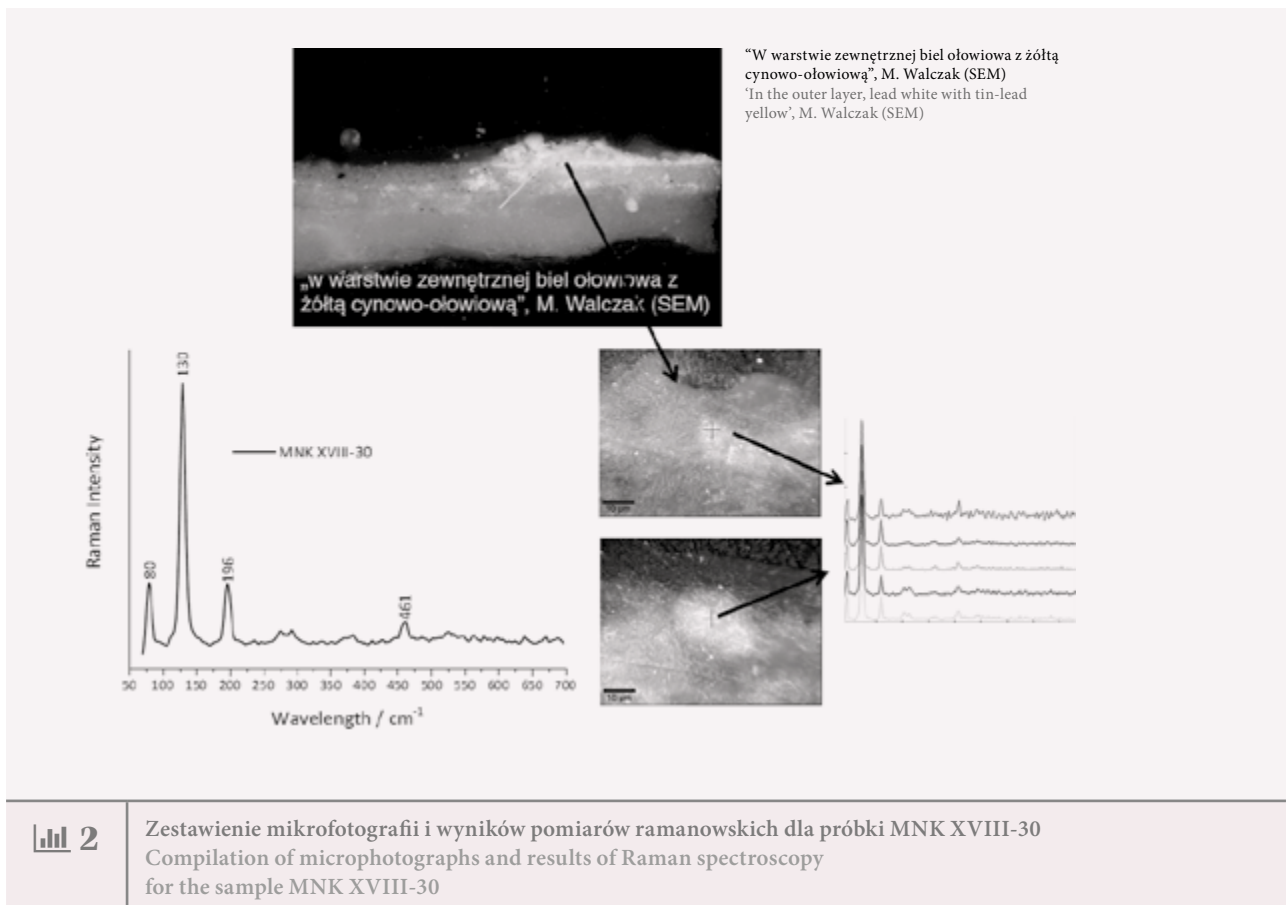 “W warstwie zewnętrznej biel ołowiowa z żółtą
cynowo-ołowiową”, M. Walczak (SEM)
‘In the outer layer, lead white with tin-lead
yellow’, M. Walczak (SEM)
„w warstwie zewnętrznej biel ołowiowa z
żółtą cynowo-ołowiową”, M. Walczak (SEM)
130
MNK XVIII-30
Raman Intensity
80
196
461
50 100 150 200 250 300 350 400 450 500 550 600 650 700
Wavelength / cm⁻¹
10 μm
10 μm
2
Zestawienie mikrofotografii i wyników pomiarów ramanowskich dla próbki MNK XVIII-30
Compilation of microphotographs and results of Raman spectroscopy
for the sample MNK XVIII-30